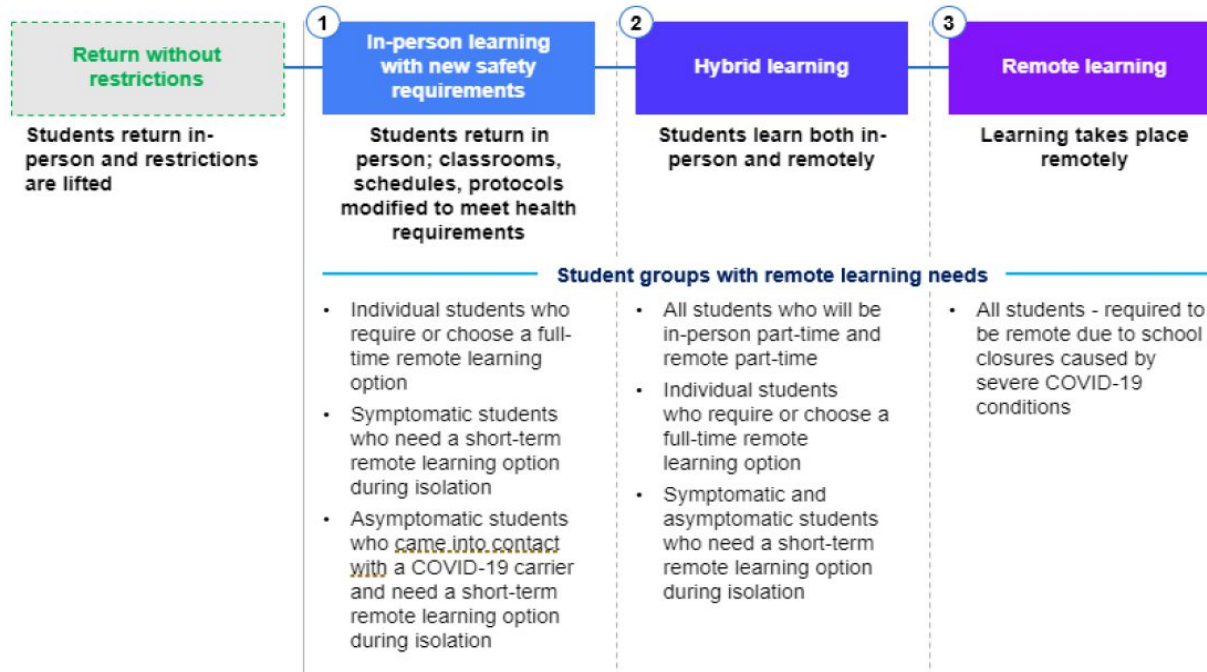 Return without
restrictions
Students return in-
person and restrictions
are lifted
1
In-person learning
with new safety
requirements
Students return in
person; classrooms,
schedules, protocols
modified to meet health
requirements
2
Hybrid learning
Students learn both in-
person and remotely
3
Remote learning
Learning takes place
remotely
Student groups with remote learning needs
• Individual students who
require or choose a full-
time remote learning
option
• Symptomatic students
who need a short-term
remote learning option
during isolation
• Asymptomatic students
who came into contact
with a COVID-19 carrier
and need a short-term
remote learning option
during isolation
• All students who will be
in-person part-time and
remote part-time
• Individual students
who require or choose a
full-time remote
learning option
• Symptomatic and
asymptomatic students
who need a short-term
remote learning option
during isolation
• All students - required to
be remote due to school
closures caused by
severe COVID-19
conditions